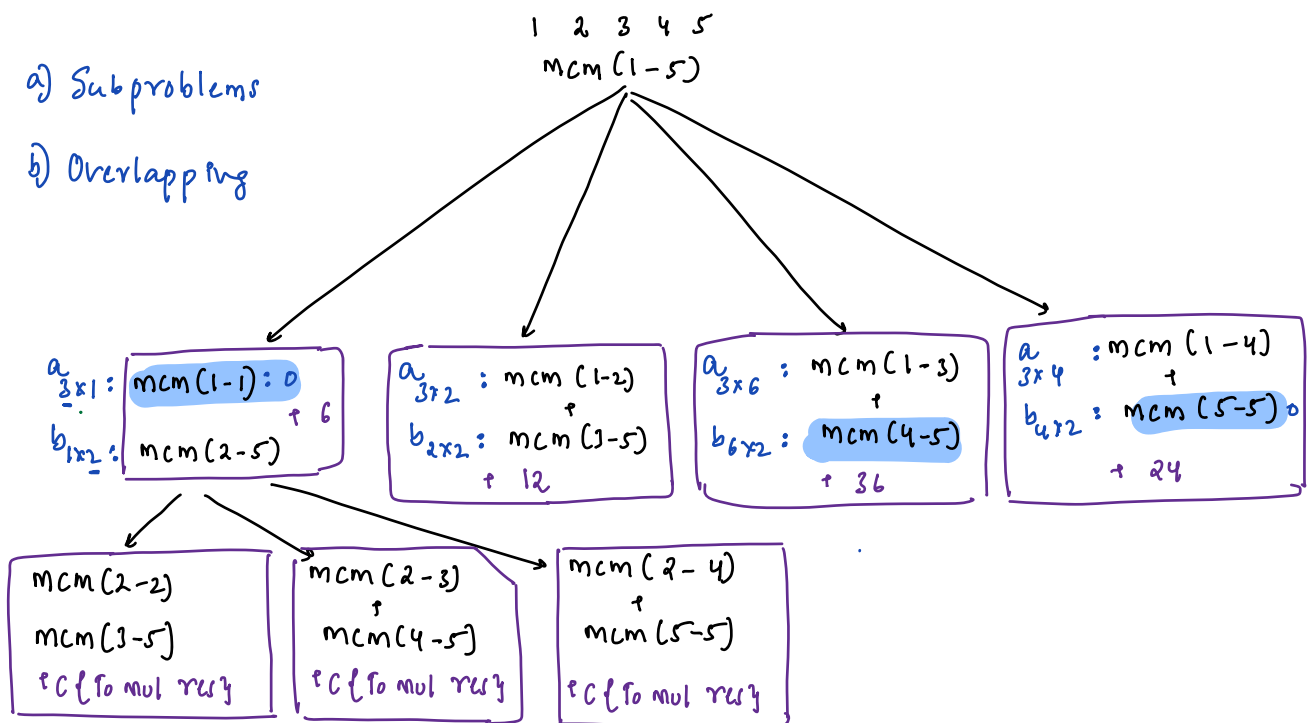 1 2 3 4 5
mcm (1-5)
a) Subproblems
b) Overlapping
a 3x1 : mcm (1-1) : 0
+ 6
b 1x2 : mcm (2-5)
a 3x2 : mcm (1-2)
+
b 2x2 : mcm (3-5)
+ 12
a 3x6 : mcm (1-3)
+
b 6x2 : mcm (4-5)
+ 36
a 3x4 : mcm (1-4)
+
b 4x2 : mcm (5-5) 0
+ 24
mcm (2-2)
mcm (3-5)
+C{To mul res}
mcm (2-3)
+
mcm (4-5)
+C{To mul res}
mcm (2-4)
+
mcm (5-5)
+C{To mul res}